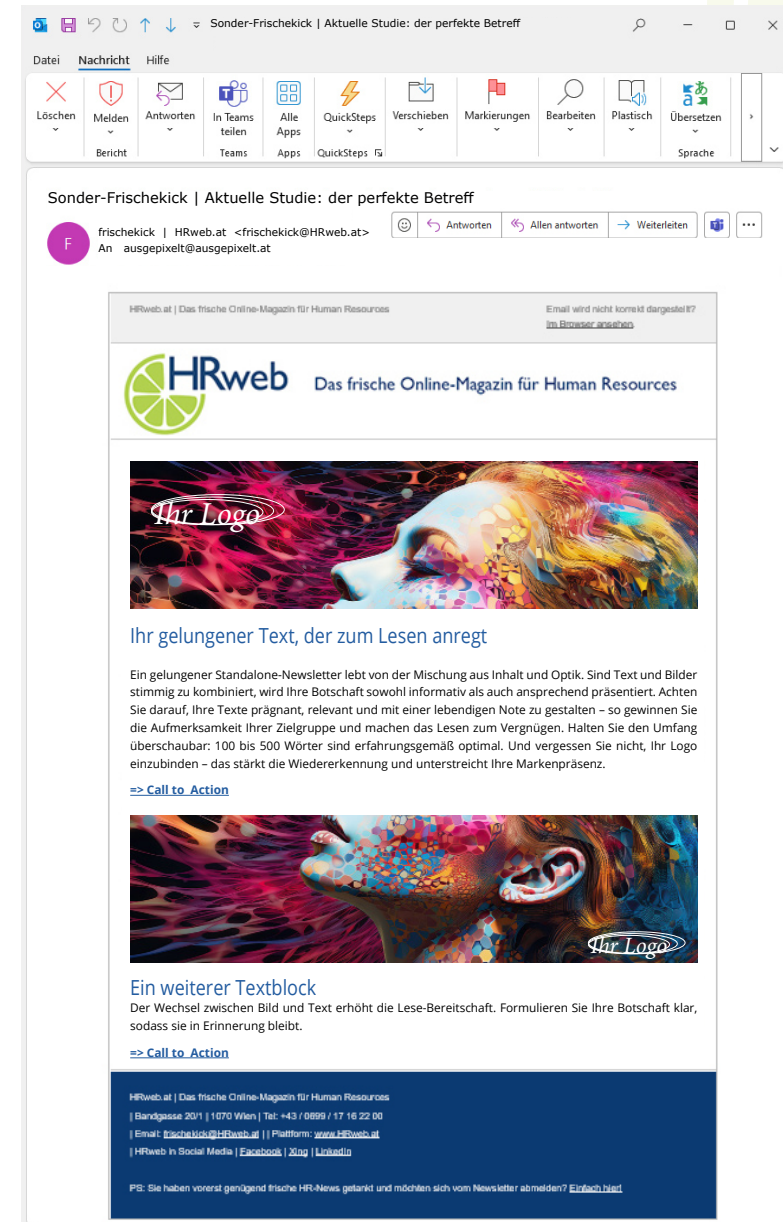 Sonder-Frischekick | Aktuelle Studie: der perfekte Betreff
Datei Nachricht Hilfe
Löschen Melden Antworten In Teams teilen Alle Apps QuickSteps Verschieben Markierungen Bearbeiten Plastisch Übersetzen
Bericht Teams Apps QuickSteps Sprache
Sonder-Frischekick | Aktuelle Studie: der perfekte Betreff
Antworten Allen antworten Weiterleiten
F
frischekick | HRweb.at <frischekick@HRweb.at>
An ausgepixelt@ausgepixelt.at
HRweb.at | Das frische Online-Magazin für Human Resources
Email wird nicht korrekt dargestellt?
Im Browser ansehen.
HRweb Das frische Online-Magazin für Human Resources
Ihr Logo
Ihr gelungener Text, der zum Lesen anregt
Ein gelungener Standalone-Newsletter lebt von der Mischung aus Inhalt und Optik. Sind Text und Bilder
stimmig zu kombiniert, wird Ihre Botschaft sowohl informativ als auch ansprechend präsentiert. Achten
Sie darauf, Ihre Texte prägnant, relevant und mit einer lebendigen Note zu gestalten – so gewinnen Sie
die Aufmerksamkeit Ihrer Zielgruppe und machen das Lesen zum Vergnügen. Halten Sie den Umfang
überschaubar: 100 bis 500 Wörter sind erfahrungsgemäß optimal. Und vergessen Sie nicht, Ihr Logo
einzubinden – das stärkt die Wiedererkennung und unterstreicht Ihre Markenpräsenz.
=> Call to Action
Ihr Logo
Ein weiterer Textblock
Der Wechsel zwischen Bild und Text erhöht die Lese-Bereitschaft. Formulieren Sie Ihre Botschaft klar,
sodass sie in Erinnerung bleibt.
=> Call to Action
HRweb.at | Das frische Online-Magazin für Human Resources
| Bandgasse 20/1 | 1070 Wien | Tel: +43 / 0699 / 17 16 22 00
| Email: frischekick@HRweb.at | | Plattform: www.HRweb.at
| HRweb in Social Media | Facebook | Xing | LinkedIn
PS: Sie haben vorerst genügend frische HR-News getankt und möchten sich vom Newsletter abmelden? Einfach hier!